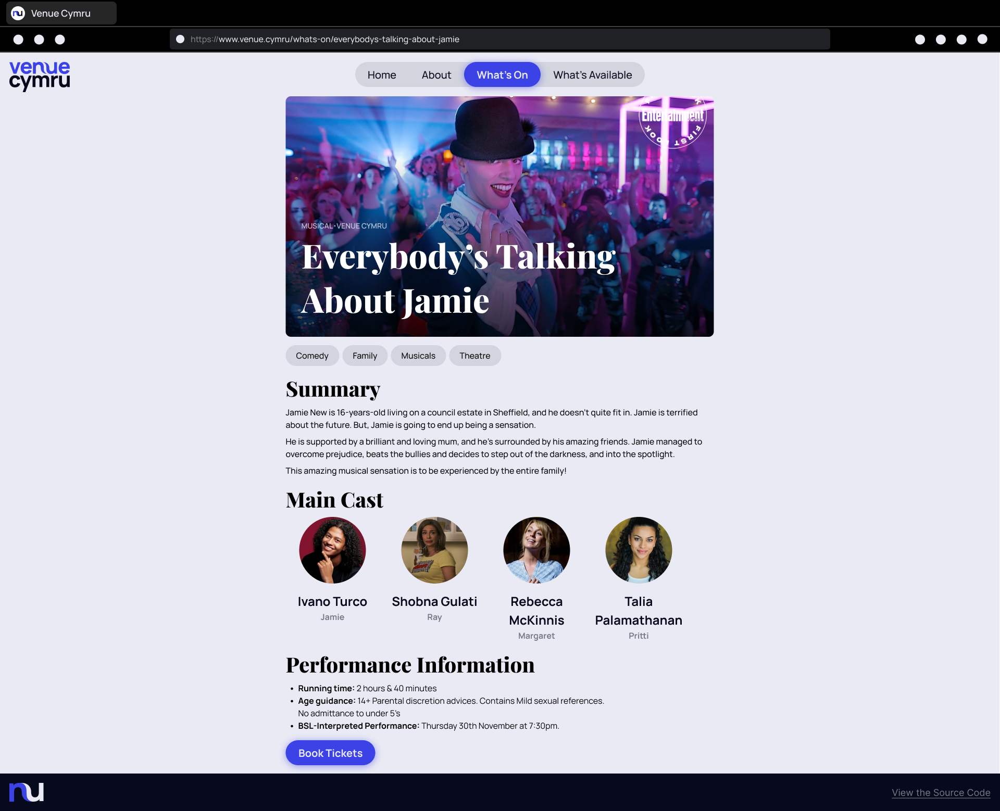 nu Venue Cymru
https://www.venue.cymru/whats-on/everybodys-talking-about-jamie
venue
cymru
Home About What's On What's Available
Entertainment
FIRST LOOK
16
MUSICAL•VENUE CYMRU
Everybody's Talking
About Jamie
Comedy Family Musicals Theatre
Summary
Jamie New is 16-years-old living on a council estate in Sheffield, and he doesn't quite fit in. Jamie is terrified
about the future. But, Jamie is going to end up being a sensation.
He is supported by a brilliant and loving mum, and he's surrounded by his amazing friends. Jamie managed to
overcome prejudice, beats the bullies and decides to step out of the darkness, and into the spotlight.
This amazing musical sensation is to be experienced by the entire family!
Main Cast
Ivano Turco
Jamie
Shobna Gulati
Ray
Rebecca
McKinnis
Margaret
Talia
Palamathanan
Pritti
Performance Information
• Running time: 2 hours & 40 minutes
• Age guidance: 14+ Parental discretion advices. Contains Mild sexual references.
No admittance to under 5's
• BSL-Interpreted Performance: Thursday 30th November at 7:30pm.
Book Tickets
nu
View the Source Code